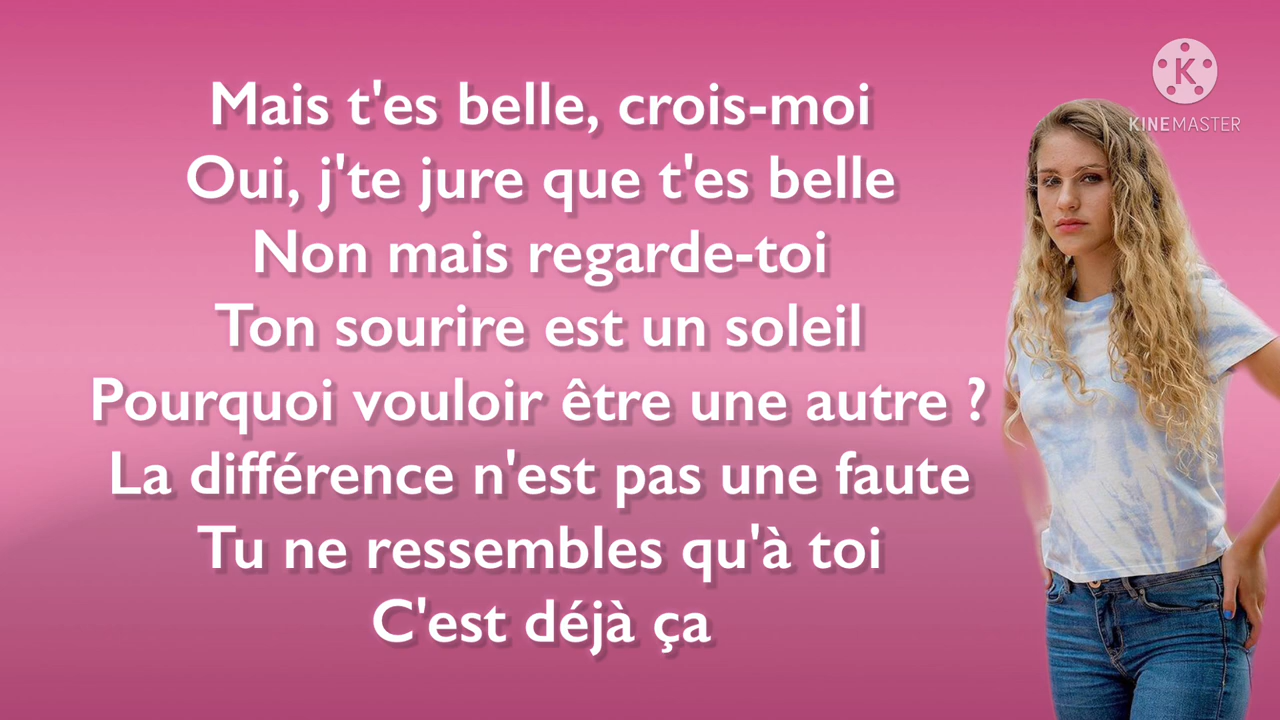 Mais t'es belle, crois-moi
Oui, j'te jure que t'es belle
Non mais regarde-toi
Ton sourire est un soleil
Pourquoi vouloir être une autre ?
La différence n'est pas une faute
Tu ne ressembles qu'à toi
C'est déjà ça
K
KINEMASTER